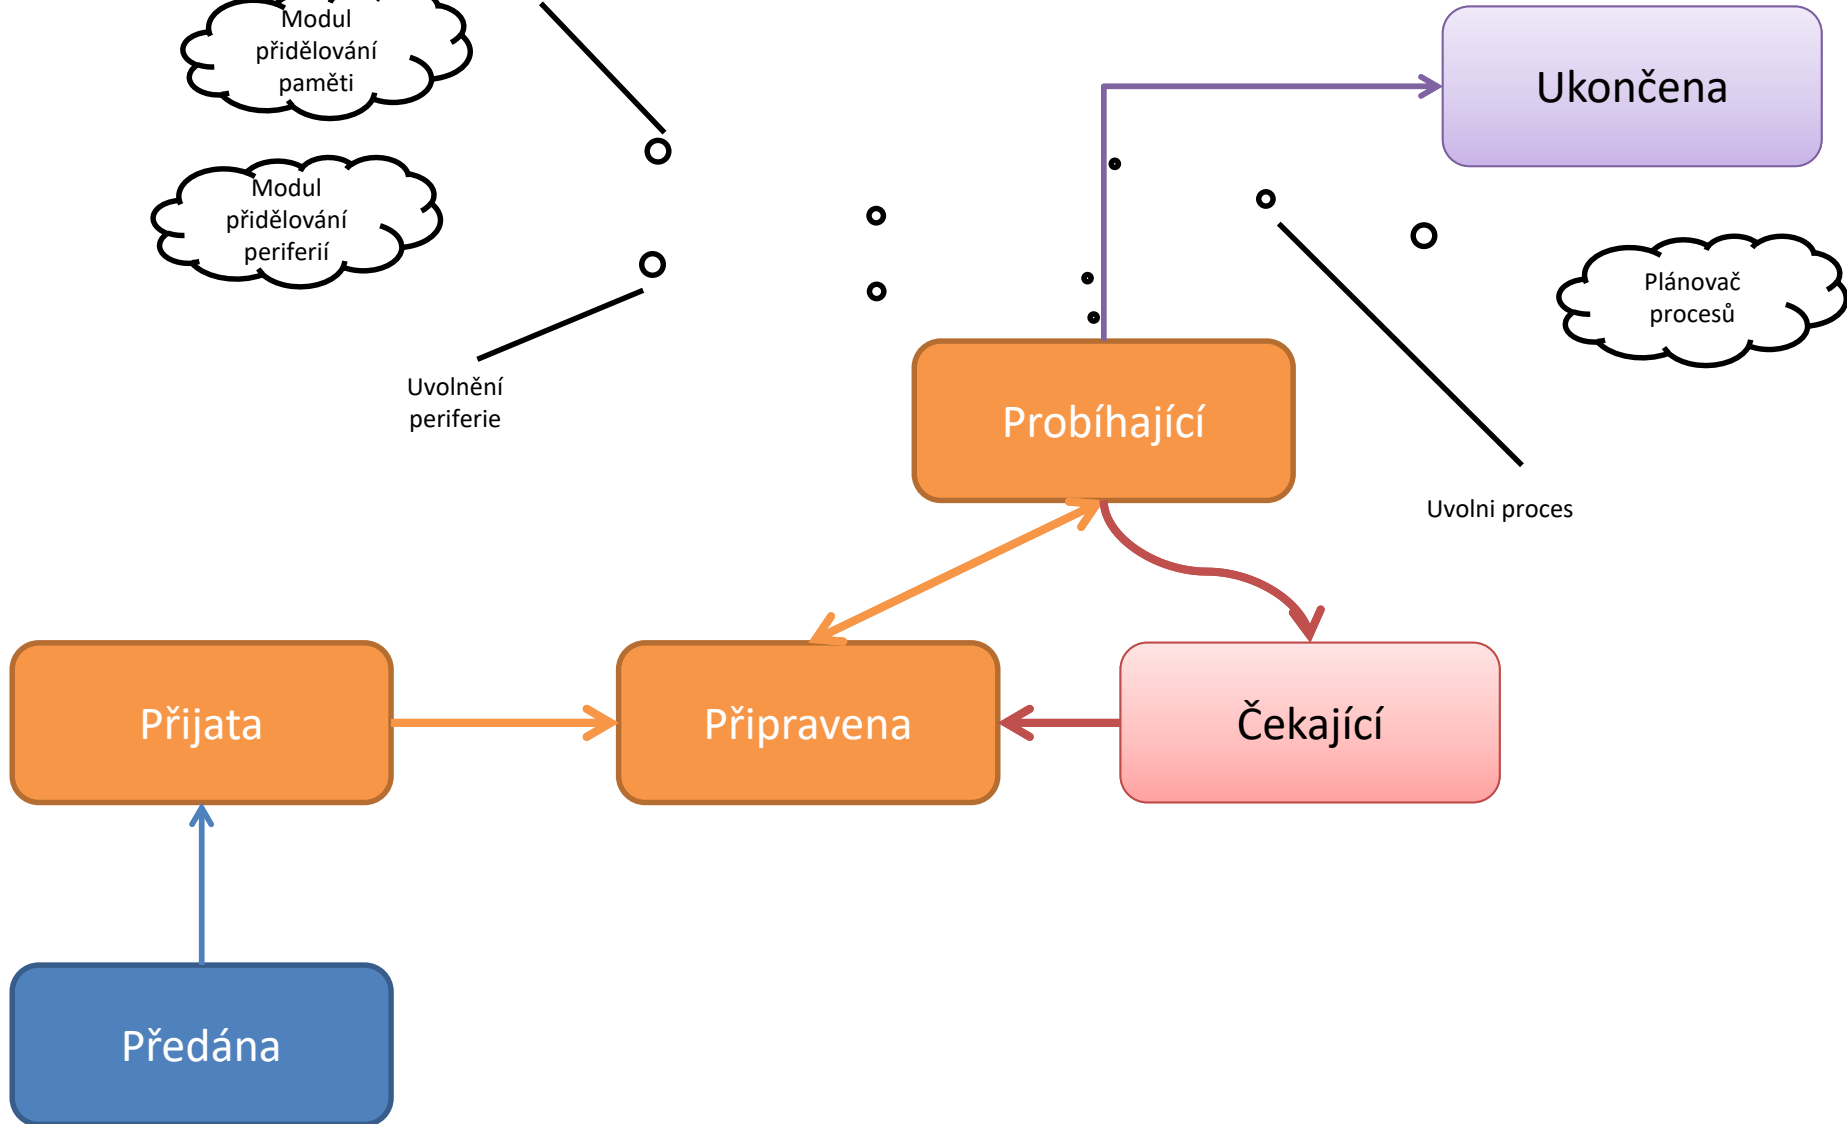 Modul
přidělování
paměti
Ukončena
Modul
přidělování
periferií
Plánovač
procesů
Uvolnění
periferie
Probíhající
Uvolni proces
Přijata
Připravena
Čekající
Předána